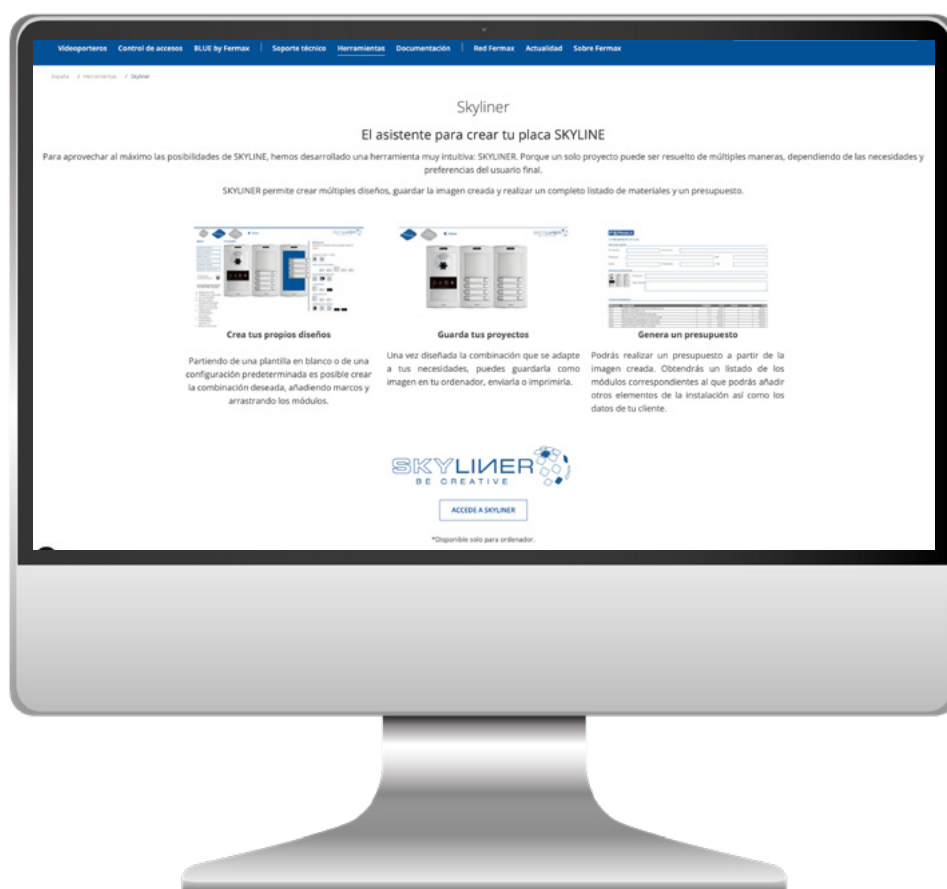 Videoporteros Control de accesos BLUE by Fermax Soporte técnico Herramientas Documentación Red Fermax Actualidad Sobre Fermax
España / Herramientas / Skyliner
Skyliner
El asistente para crear tu placa SKYLINE
Para aprovechar al máximo las posibilidades de SKYLINE, hemos desarrollado una herramienta muy intuitiva: SKYLINER. Porque un solo proyecto puede ser resuelto de múltiples maneras, dependiendo de las necesidades y
preferencias del usuario final.
SKYLINER permite crear múltiples diseños, guardar la imagen creada y realizar un completo listado de materiales y un presupuesto.
Crea tus propios diseños
Partiendo de una plantilla en blanco o de una
configuración predeterminada es posible crear
la combinación deseada, añadiendo marcos y
arrastrando los módulos.
Guarda tus proyectos
Una vez diseñada la combinación que se adapte
a tus necesidades, puedes guardarla como
imagen en tu ordenador, enviarla o imprimirla.
Genera un presupuesto
Podrás realizar un presupuesto a partir de la
imagen creada. Obtendrás un listado de los
módulos correspondientes al que podrás añadir
otros elementos de la instalación así como los
datos de tu cliente.
SKYLINER
BE CREATIVE
ACCEDE A SKYLINER
*Disponible solo para ordenador.